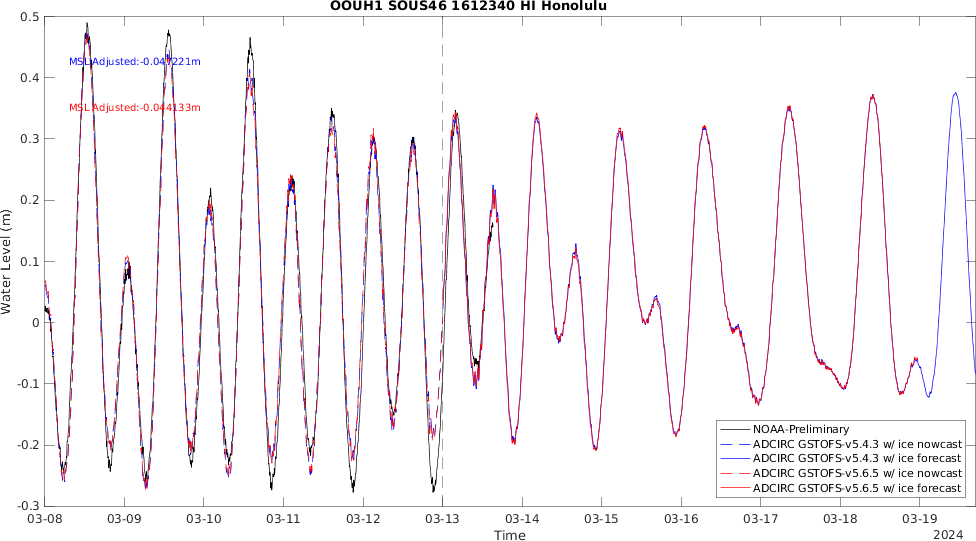 OOUH1 SOUS46 1612340 HI Honolulu
0.5
0.4
0.3
0.2
0.1
0
-0.1
-0.2
-0.3
Water Level (m)
MSL Adjusted:-0.041221m
MSL Adjusted:-0.044133m
NOAA-Preliminary
ADCIRC GSTOFS-v5.4.3 w/ ice nowcast
ADCIRC GSTOFS-v5.4.3 w/ ice forecast
ADCIRC GSTOFS-v5.6.5 w/ ice nowcast
ADCIRC GSTOFS-v5.6.5 w/ ice forecast
03-08 03-09 03-10 03-11 03-12 03-13 03-14 03-15 03-16 03-17 03-18 03-19
Time
2024